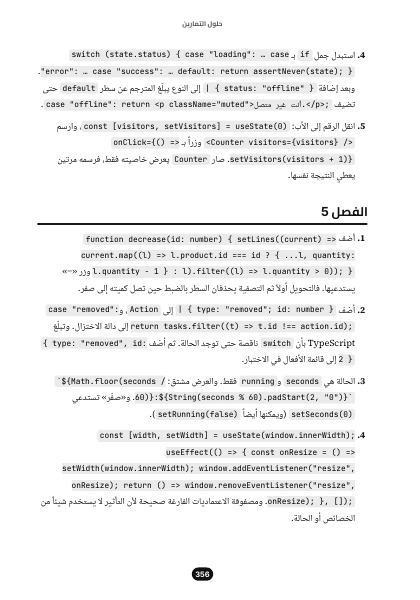 حلول التمارين
4. استبدل جمل if بـ switch (state.status) { case "loading": … case
"error": … case "success": … default: return assertNever(state); }.
وبعد إضافة | { status: "offline" } إلى النوع يبلّغ المترجم عن سطر default حتى
تضيف case "offline": return <p className="muted">أنت غير متصل.</p>;.
5. انقل الرقم إلى الأب: const [visitors, setVisitors] = useState(0)، وارسم
<Counter visitors={visitors} /> وزراً بـ onClick={() =>
setVisitors(visitors + 1)}. صار Counter يعرض خاصيته فقط، فرسمه مرتين
يعطي النتيجة نفسها.
الفصل 5
1. أضف function decrease(id: number) { setLines((current) =>
current.map((l) => l.product.id === id ? { ...l, quantity:
l.quantity - 1 } : l).filter((l) => l.quantity > 0)); } وزر «−»
يستدعيها. فالتحويل أولاً ثم التصفية يحذفان السطر بالضبط حين تصل كميته إلى صفر.
2. أضف | { type: "removed"; id: number } إلى Action، و case "removed":
return tasks.filter((t) => t.id !== action.id); إلى دالة الاختزال. ويبلّغ
TypeScript بأن switch ناقصة حتى توجد الحالة. ثم أضف { type: "removed", id:
2 } إلى قائمة الأفعال في الاختبار.
3. الحالة هي seconds و running فقط. والعرض مشتق: `${Math.floor(seconds /
60)}:${String(seconds % 60).padStart(2, "0")}`. و«صفّر» تستدعي
setSeconds(0) (ويمكنها أيضاً setRunning(false)).
4. const [width, setWidth] = useState(window.innerWidth);
useEffect(() => { const onResize = () =>
setWidth(window.innerWidth); window.addEventListener("resize",
onResize); return () => window.removeEventListener("resize",
onResize); }, []);. ومصفوفة الاعتماديات الفارغة صحيحة لأن التأثير لا يستخدم شيئاً من
الخصائص أو الحالة.
356